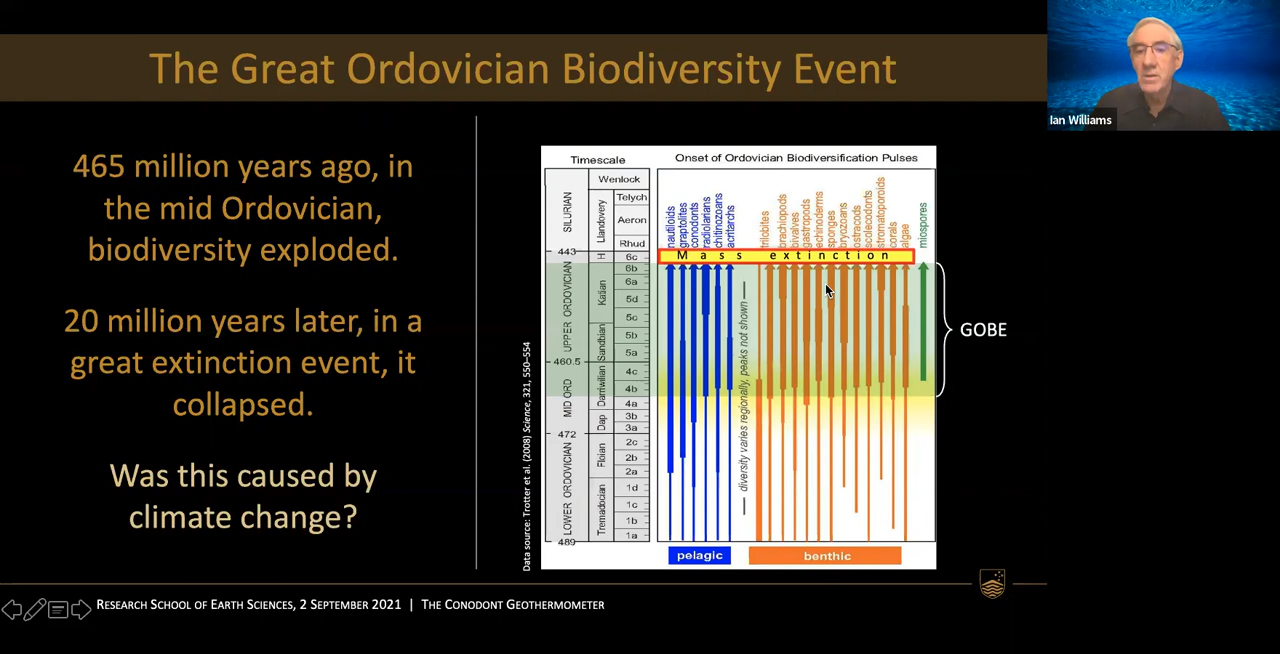 The Great Ordovician Biodiversity Event
Ian Williams
465 million years ago, in
the mid Ordovician,
biodiversity exploded.
20 million years later, in a
great extinction event, it
collapsed.
Was this caused by
climate change?
Data source: Trotter et al. (2008) Science, 321, 550–554
Timescale
Onset of Ordovician Biodiversification Pulses
SILURIAN
Llandovery
Wenlock
Telych
Aeron
Rhud
443
H
6c
UPPER ORDOVICIAN
Katian
6b
6a
5d
5c
Sandbian
5b
5a
460.5
MID ORD
Darriwilian
4c
4b
4a
Dap
3b
3a
472
LOWER ORDOVICIAN
Floian
2c
2b
2a
Tremadocian
1d
1c
1b
1a
489
nautiloids
graptolites
conodonts
radiolarians
chitinozoans
acritarchs
trilobites
brachiopods
bivalves
gastropods
echinoderms
sponges
bryozoans
ostracods
scolecodonts
stromatoporoids
corals
algae
miospores
Mass extinction
diversity varies regionally, peaks not shown
GOBE
pelagic
benthic
RESEARCH SCHOOL OF EARTH SCIENCES, 2 SEPTEMBER 2021 | THE CONODONT GEOTHERMOMETER